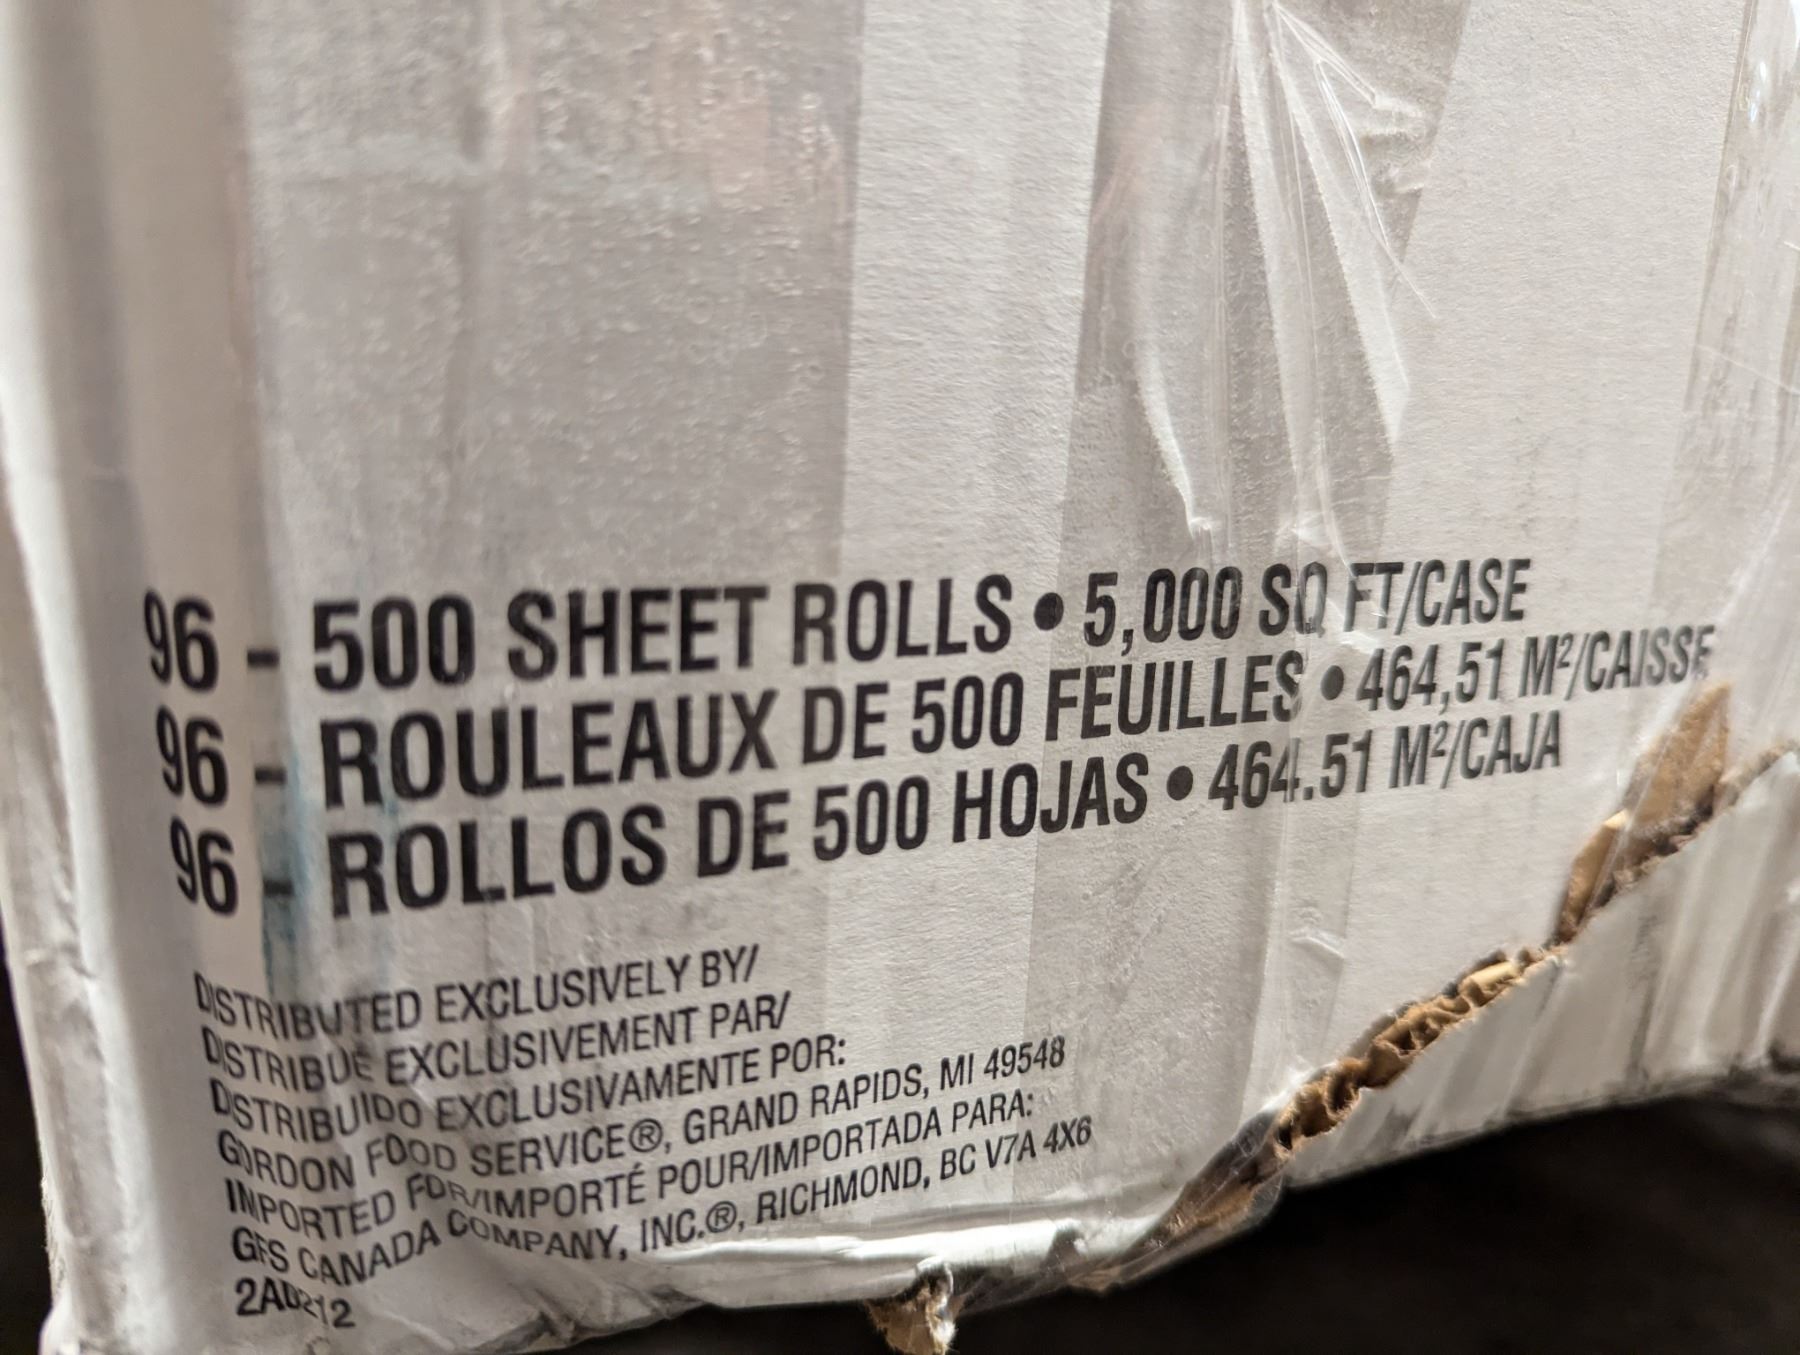 96 - 500 SHEET ROLLS • 5,000 SQ FT/CASE
96 - ROULEAUX DE 500 FEUILLES • 464,51 M²/CAISSE
96 - ROLLOS DE 500 HOJAS • 464.51 M²/CAJA
DISTRIBUTED EXCLUSIVELY BY/
DISTRIBUÉ EXCLUSIVEMENT PAR/
DISTRIBUIDO EXCLUSIVAMENTE POR:
GORDON FOOD SERVICE®, GRAND RAPIDS, MI 49548
IMPORTED FOR/IMPORTÉ POUR/IMPORTADA PARA:
GFS CANADA COMPANY, INC.®, RICHMOND, BC V7A 4X6